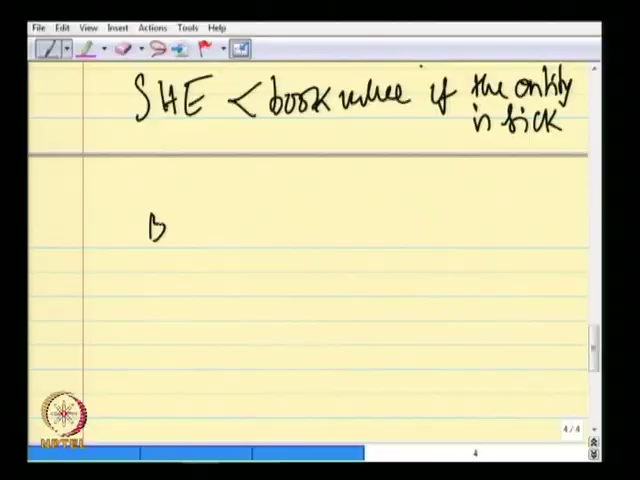 File Edit View Insert Actions Tools Help
SHE < book value if the entity
is sick
B
NPTEL
4/4
4